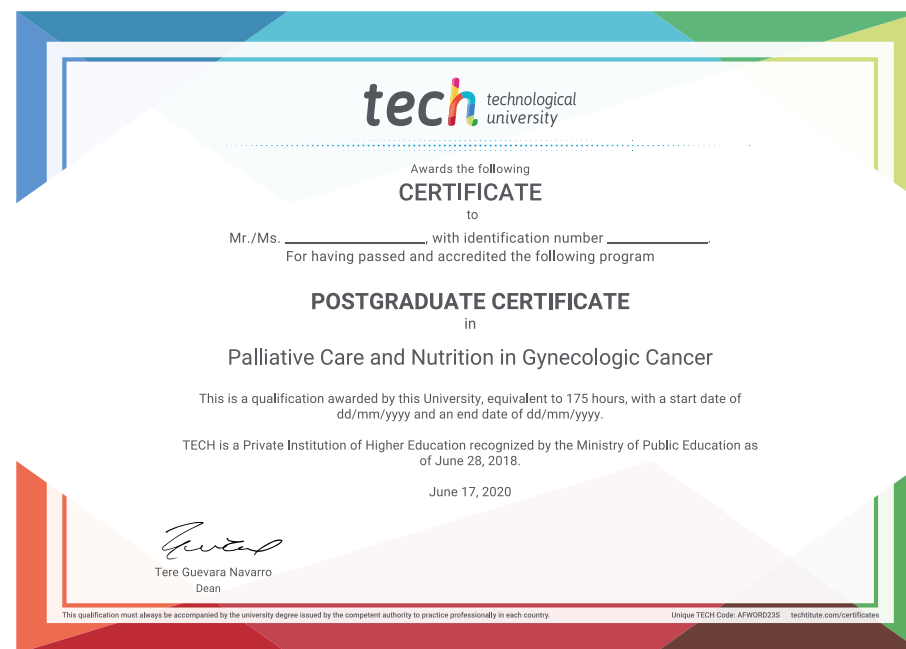 tech technological
university
Awards the following
CERTIFICATE
to
Mr./Ms. ____________________, with identification number ______________.
For having passed and accredited the following program
POSTGRADUATE CERTIFICATE
in
Palliative Care and Nutrition in Gynecologic Cancer
This is a qualification awarded by this University, equivalent to 175 hours, with a start date of
dd/mm/yyyy and an end date of dd/mm/yyyy.
TECH is a Private Institution of Higher Education recognized by the Ministry of Public Education as
of June 28, 2018.
June 17, 2020
Tere Guevara Navarro
Dean
This qualification must always be accompanied by the university degree issued by the competent authority to practice professionally in each country.
Unique TECH Code: AFWORD23S techtitute.com/certificates